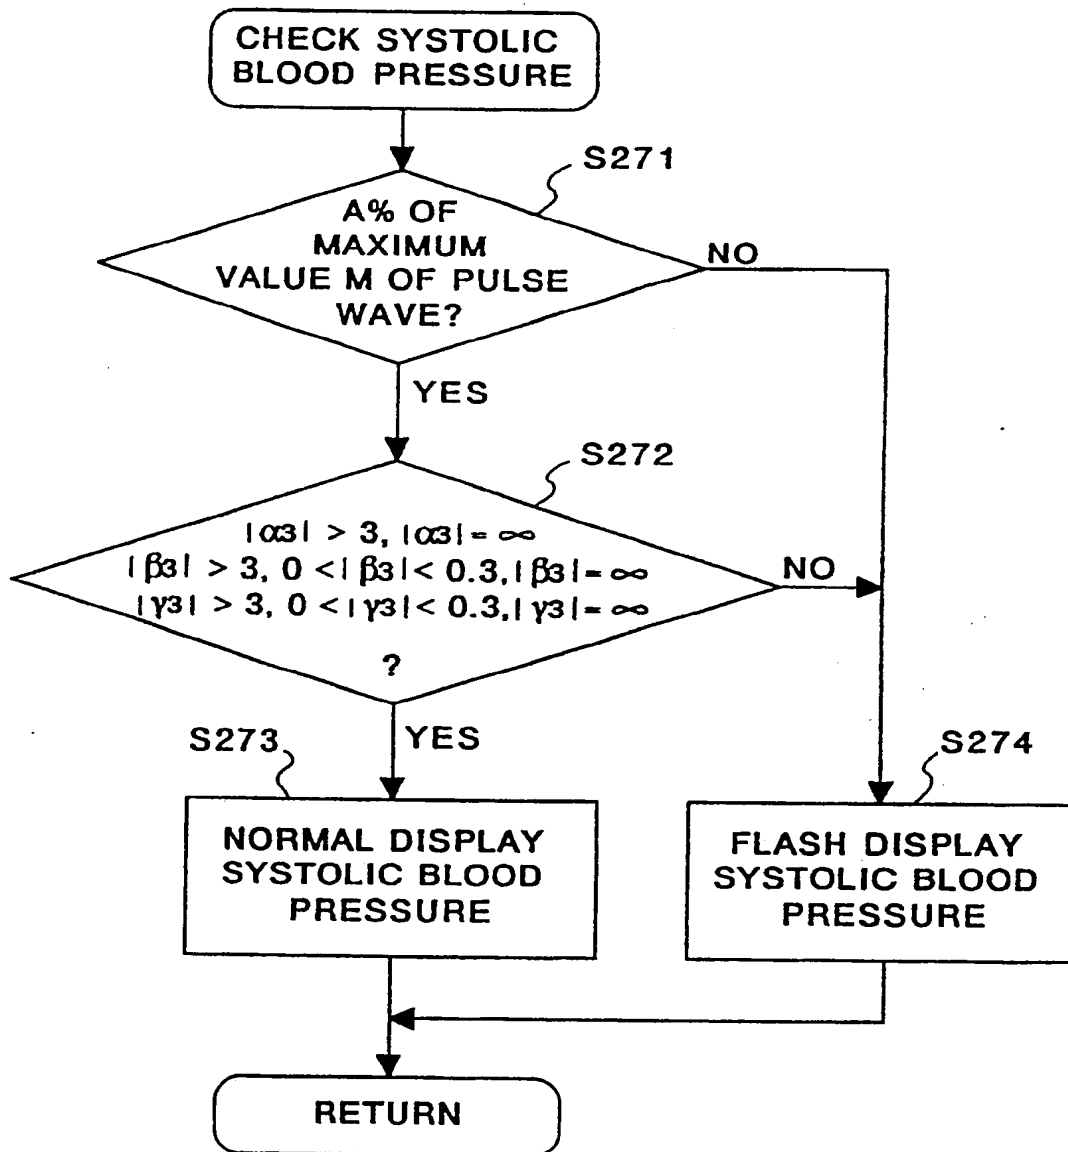 CHECK SYSTOLIC
BLOOD PRESSURE
S271
A% OF
MAXIMUM
VALUE M OF PULSE
WAVE?
NO
YES
S272
|α3| > 3, |α3| = ∞
|β3| > 3, 0 < |β3| < 0.3, |β3| = ∞
|γ3| > 3, 0 < |γ3| < 0.3, |γ3| = ∞
?
NO
YES
S273
NORMAL DISPLAY
SYSTOLIC BLOOD
PRESSURE
S274
FLASH DISPLAY
SYSTOLIC BLOOD
PRESSURE
RETURN